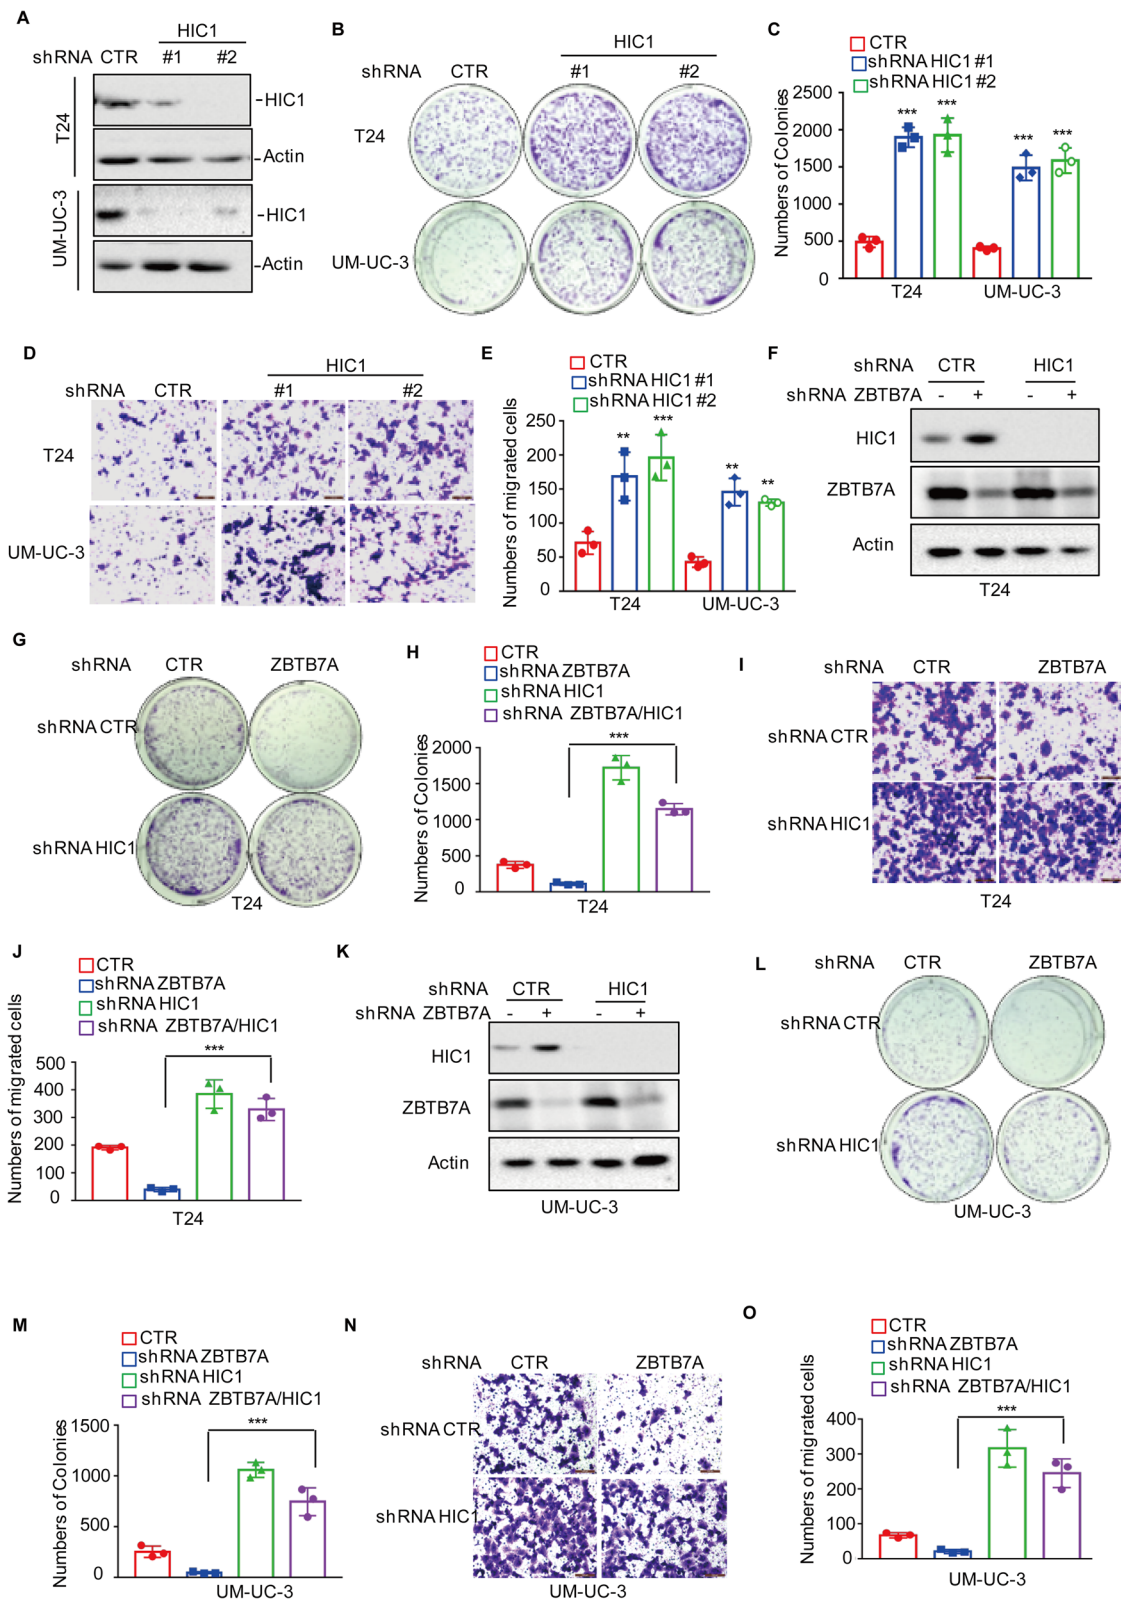 A
HIC1
shRNA CTR #1 #2
T24
-HIC1
-Actin
UM-UC-3
-HIC1
-Actin
B
HIC1
shRNA CTR #1 #2
T24
UM-UC-3
C
CTR
shRNA HIC1 #1
shRNA HIC1 #2
Numbers of Colonies
2500
2000
1500
1000
500
0
*** *** *** ***
T24 UM-UC-3
D
HIC1
shRNA CTR #1 #2
T24
UM-UC-3
E
CTR
shRNA HIC1 #1
shRNA HIC1 #2
Numbers of migrated cells
250
200
150
100
50
0
** *** ** **
T24 UM-UC-3
F
shRNA CTR HIC1
shRNA ZBTB7A - + - +
HIC1
ZBTB7A
Actin
T24
G
shRNA CTR ZBTB7A
shRNA CTR
shRNA HIC1
T24
H
CTR
shRNA ZBTB7A
shRNA HIC1
shRNA ZBTB7A/HIC1
Numbers of Colonies
2000
1500
1000
500
0
***
T24
I
shRNA CTR ZBTB7A
shRNA CTR
shRNA HIC1
T24
J
CTR
shRNA ZBTB7A
shRNA HIC1
shRNA ZBTB7A/HIC1
Numbers of migrated cells
500
400
300
200
100
0
***
T24
K
shRNA CTR HIC1
shRNA ZBTB7A - + - +
HIC1
ZBTB7A
Actin
UM-UC-3
L
shRNA CTR ZBTB7A
shRNA CTR
shRNA HIC1
UM-UC-3
M
CTR
shRNA ZBTB7A
shRNA HIC1
shRNA ZBTB7A/HIC1
Numbers of Colonies
1500
1000
500
0
***
UM-UC-3
N
shRNA CTR ZBTB7A
shRNA CTR
shRNA HIC1
UM-UC-3
O
CTR
shRNA ZBTB7A
shRNA HIC1
shRNA ZBTB7A/HIC1
Numbers of migrated cells
400
300
200
100
0
***
UM-UC-3